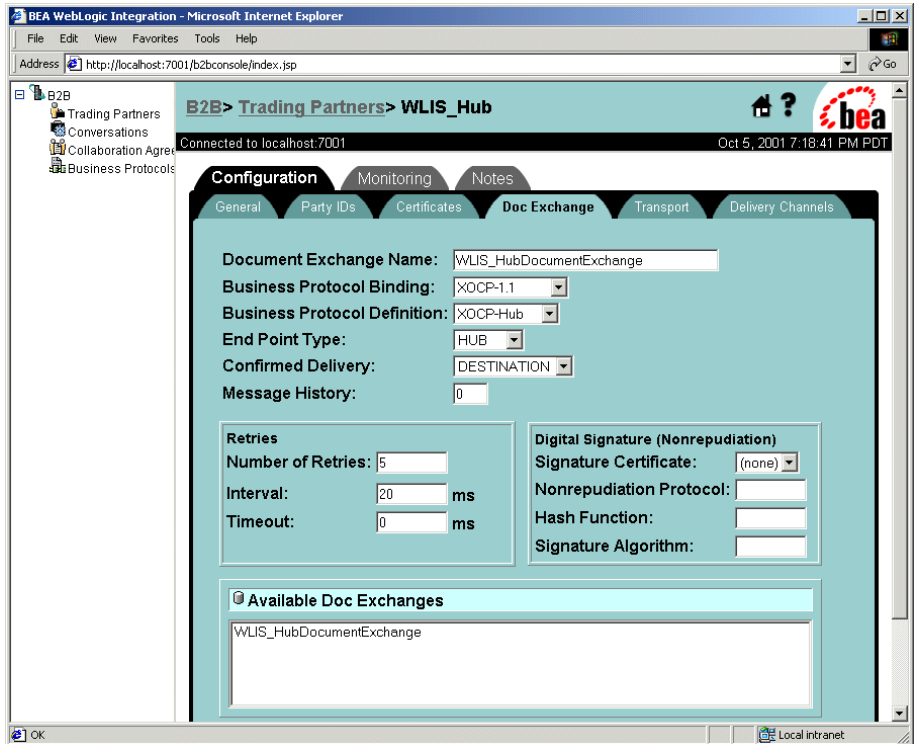 BEA WebLogic Integration - Microsoft Internet Explorer
File Edit View Favorites Tools Help
Address http://localhost:7001/b2bconsole/index.jsp Go
B2B
Trading Partners
Conversations
Collaboration Agree
Business Protocols
B2B> Trading Partners> WLIS_Hub
? bea
Connected to localhost:7001 Oct 5, 2001 7:18:41 PM PDT
Configuration Monitoring Notes
General Party IDs Certificates Doc Exchange Transport Delivery Channels
Document Exchange Name: WLIS_HubDocumentExchange
Business Protocol Binding: XOCP-1.1
Business Protocol Definition: XOCP-Hub
End Point Type: HUB
Confirmed Delivery: DESTINATION
Message History: 0
Retries
Number of Retries: 5
Interval: 20 ms
Timeout: 0 ms
Digital Signature (Nonrepudiation)
Signature Certificate: (none)
Nonrepudiation Protocol:
Hash Function:
Signature Algorithm:
Available Doc Exchanges
WLIS_HubDocumentExchange
OK Local intranet